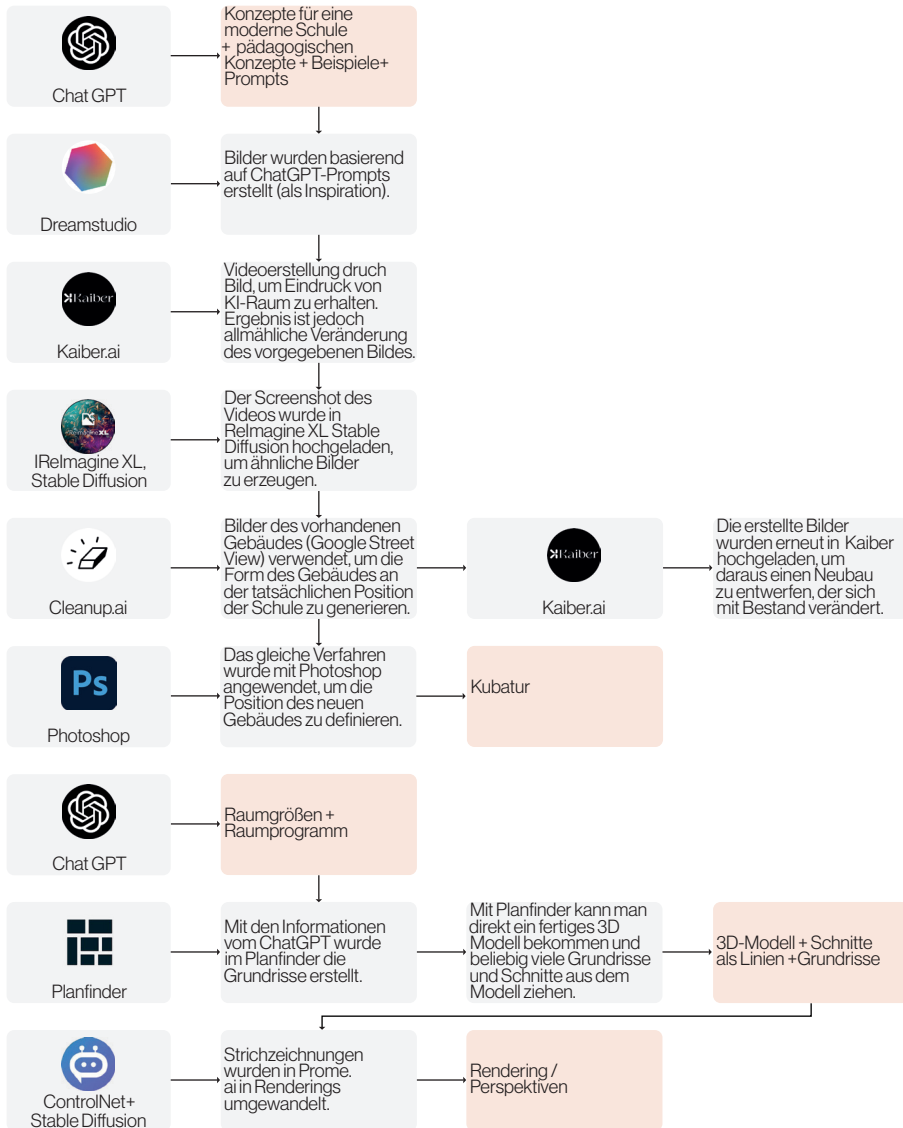 Chat GPT
Konzepte für eine
moderne Schule
+ pädagogischen
Konzepte + Beispiele+
Prompts
Dreamstudio
Bilder wurden basierend
auf ChatGPT-Prompts
erstellt (als Inspiration).
Kaiber
Kaiber.ai
Videoerstellung druch
Bild, um Eindruck von
KI-Raum zu erhalten.
Ergebnis ist jedoch
allmähliche Veränderung
des vorgegebenen Bildes.
IReImagine XL,
Stable Diffusion
Der Screenshot des
Videos wurde in
ReImagine XL Stable
Diffusion hochgeladen,
um ähnliche Bilder
zu erzeugen.
Cleanup.ai
Bilder des vorhandenen
Gebäudes (Google Street
View) verwendet, um die
Form des Gebäudes an
der tatsächlichen Position
der Schule zu generieren.
Kaiber
Kaiber.ai
Die erstellte Bilder
wurden erneut in Kaiber
hochgeladen, um
daraus einen Neubau
zu entwerfen, der sich
mit Bestand verändert.
Ps
Photoshop
Das gleiche Verfahren
wurde mit Photoshop
angewendet, um die
Position des neuen
Gebäudes zu definieren.
Kubatur
Chat GPT
Raumgrößen +
Raumprogramm
Planfinder
Mit den Informationen
vom ChatGPT wurde
im Planfinder die
Grundrisse erstellt.
Mit Planfinder kann man
direkt ein fertiges 3D
Modell bekommen und
beliebig viele Grundrisse
und Schnitte aus dem
Modell ziehen.
3D-Modell + Schnitte
als Linien +Grundrisse
ControlNet+
Stable Diffusion
Strichzeichnungen
wurden in Prome.
ai in Renderings
umgewandelt.
Rendering /
Perspektiven